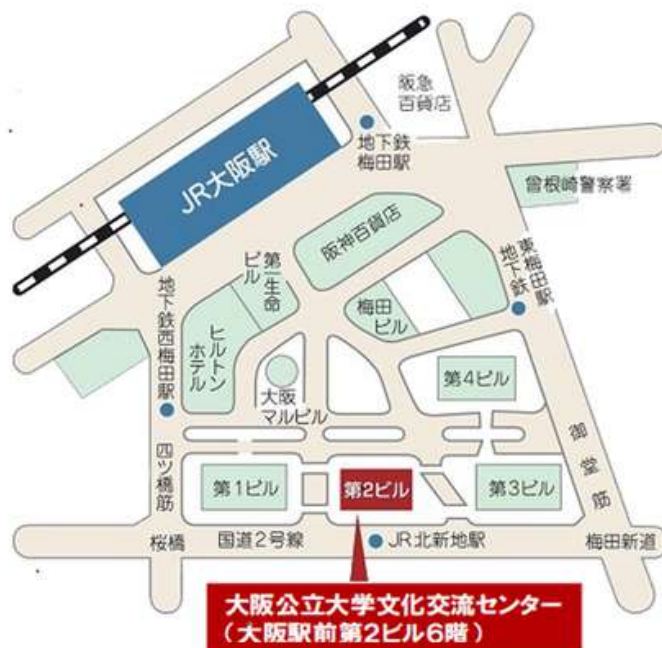 阪急
百貨店
地下鉄
梅田駅
JR大阪駅
曾根崎警察署
阪神百貨店
第一生命
ビル
地下鉄
東梅田駅
梅田
ビル
地下鉄西梅田駅
ヒルトン
ホテル
大阪
マルビル
第4ビル
四ツ橋筋
御堂筋
第1ビル
第2ビル
第3ビル
桜橋
国道2号線
JR北新地駅
梅田新道
大阪公立大学文化交流センター
(大阪駅前第2ビル6階)